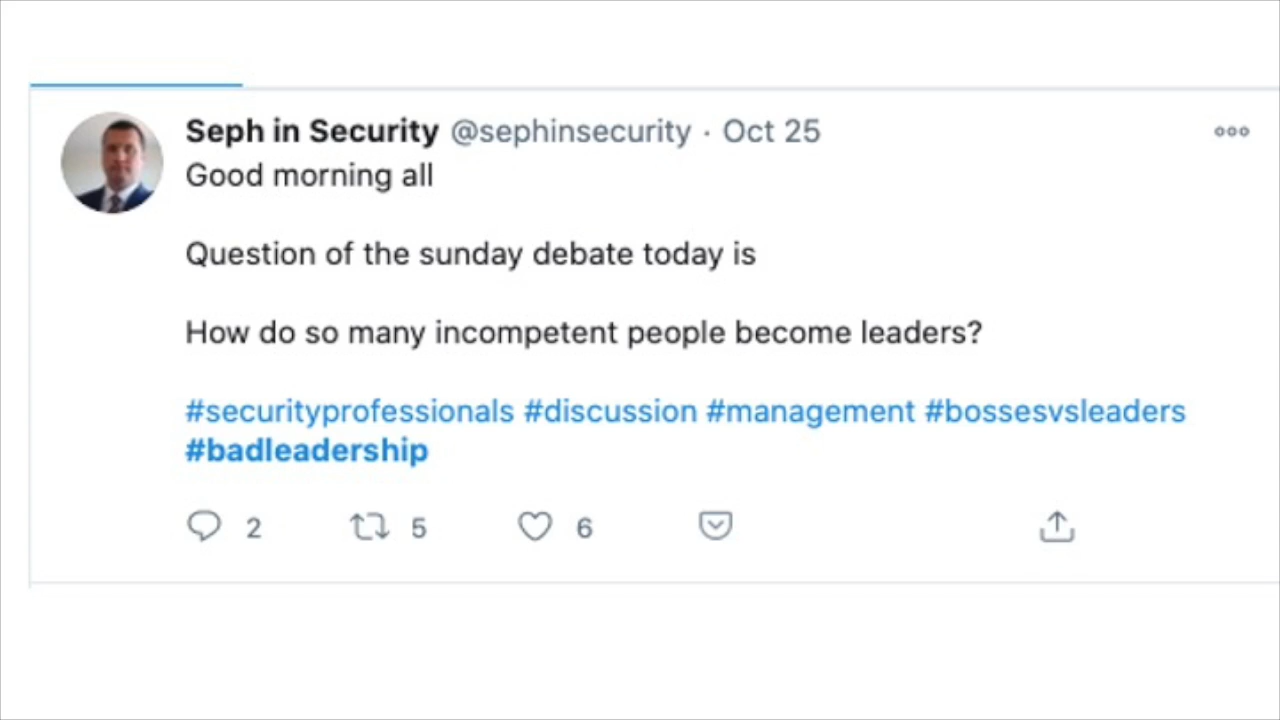 Seph in Security @sephinsecurity · Oct 25
Good morning all
Question of the sunday debate today is
How do so many incompetent people become leaders?
#securityprofessionals #discussion #management #bossesvsleaders
#badleadership
2 5 6